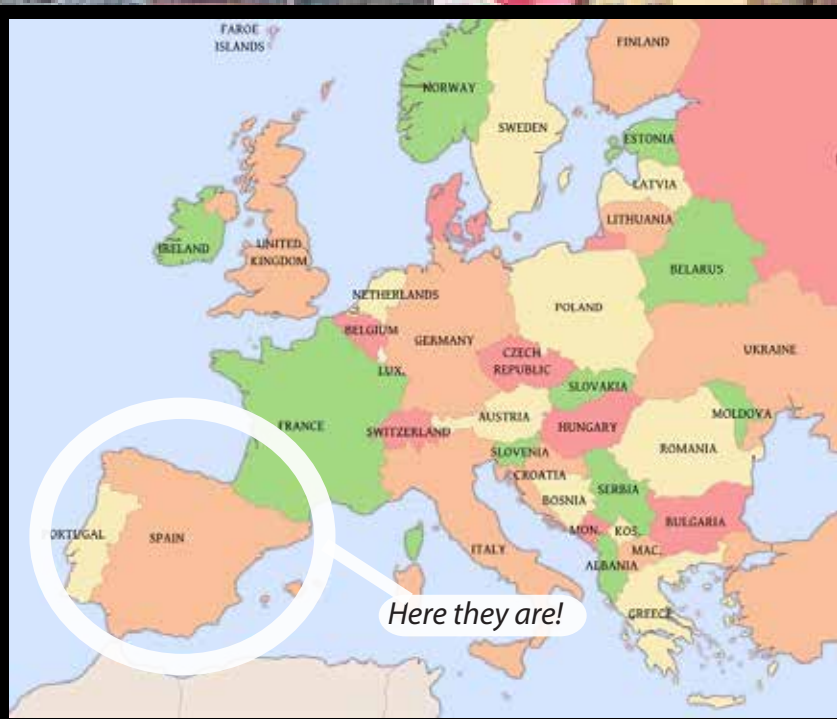 FAROE
ISLANDS
FINLAND
NORWAY
SWEDEN
ESTONIA
LATVIA
LITHUANIA
IRELAND
UNITED
KINGDOM
BELARUS
NETHERLANDS
POLAND
BELGIUM
GERMANY
UKRAINE
CZECH
REPUBLIC
LUX.
SLOVAKIA
FRANCE
SWITZERLAND
AUSTRIA
HUNGARY
MOLDOVA
SLOVENIA
ROMANIA
CROATIA
BOSNIA
SERBIA
PORTUGAL
SPAIN
ITALY
MON.
KOS.
BULGARIA
MAC.
ALBANIA
GREECE
Here they are!